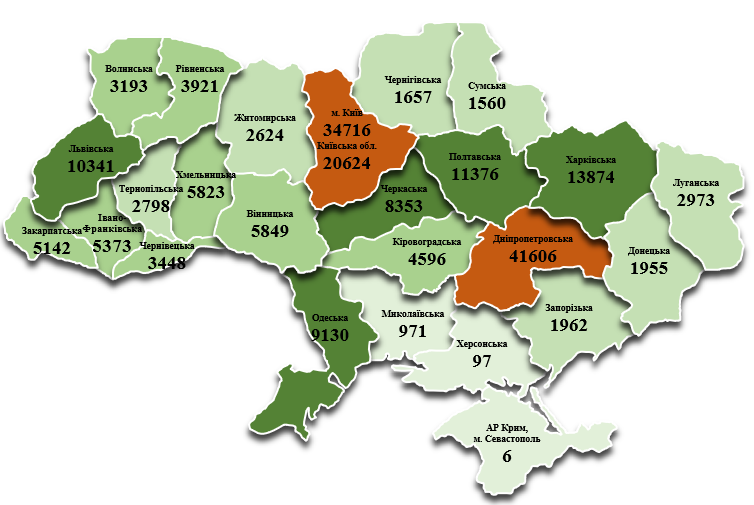 Волинська
3193
Рівненська
3921
Житомирська
2624
м. Київ
34716
Київська обл.
20624
Чернігівська
1657
Сумська
1560
Львівська
10341
Тернопільська
2798
Хмельницька
5823
Вінницька
5849
Черкаська
8353
Полтавська
11376
Харківська
13874
Луганська
2973
Закарпатська
5142
Івано-
Франківська
5373
Чернівецька
3448
Кіровоградська
4596
Дніпропетровська
41606
Донецька
1955
Одеська
9130
Миколаївська
971
Запорізька
1962
Херсонська
97
АР Крим,
м. Севастополь
6